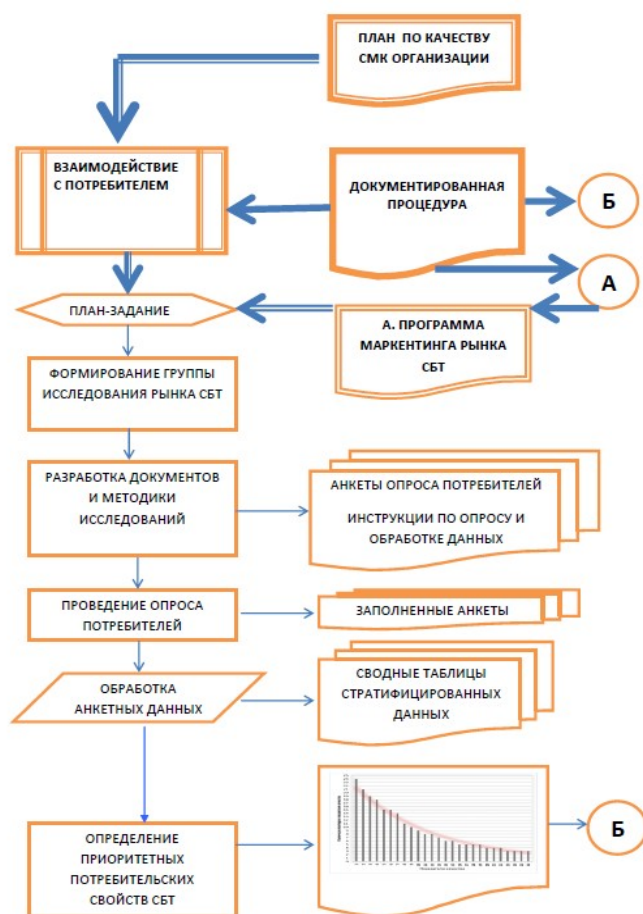 ПЛАН ПО КАЧЕСТВУ
СМК ОРГАНИЗАЦИИ
ВЗАИМОДЕЙСТВИЕ
С ПОТРЕБИТЕЛЕМ
ДОКУМЕНТИРОВАННАЯ
ПРОЦЕДУРА
Б
А
ПЛАН-ЗАДАНИЕ
А. ПРОГРАММА
МАРКЕНТИНГА РЫНКА
СБТ
ФОРМИРОВАНИЕ ГРУППЫ
ИССЛЕДОВАНИЯ РЫНКА СБТ
РАЗРАБОТКА ДОКУМЕНТОВ
И МЕТОДИКИ
ИССЛЕДОВАНИЙ
АНКЕТЫ ОПРОСА ПОТРЕБИТЕЛЕЙ
ИНСТРУКЦИИ ПО ОПРОСУ И
ОБРАБОТКЕ ДАННЫХ
ПРОВЕДЕНИЕ ОПРОСА
ПОТРЕБИТЕЛЕЙ
ЗАПОЛНЕННЫЕ АНКЕТЫ
ОБРАБОТКА
АНКЕТНЫХ ДАННЫХ
СВОДНЫЕ ТАБЛИЦЫ
СТРАТИФИЦИРОВАННЫХ
ДАННЫХ
ОПРЕДЕЛЕНИЕ
ПРИОРИТЕТНЫХ
ПОТРЕБИТЕЛЬСКИХ
СВОЙСТВ СБТ
Б